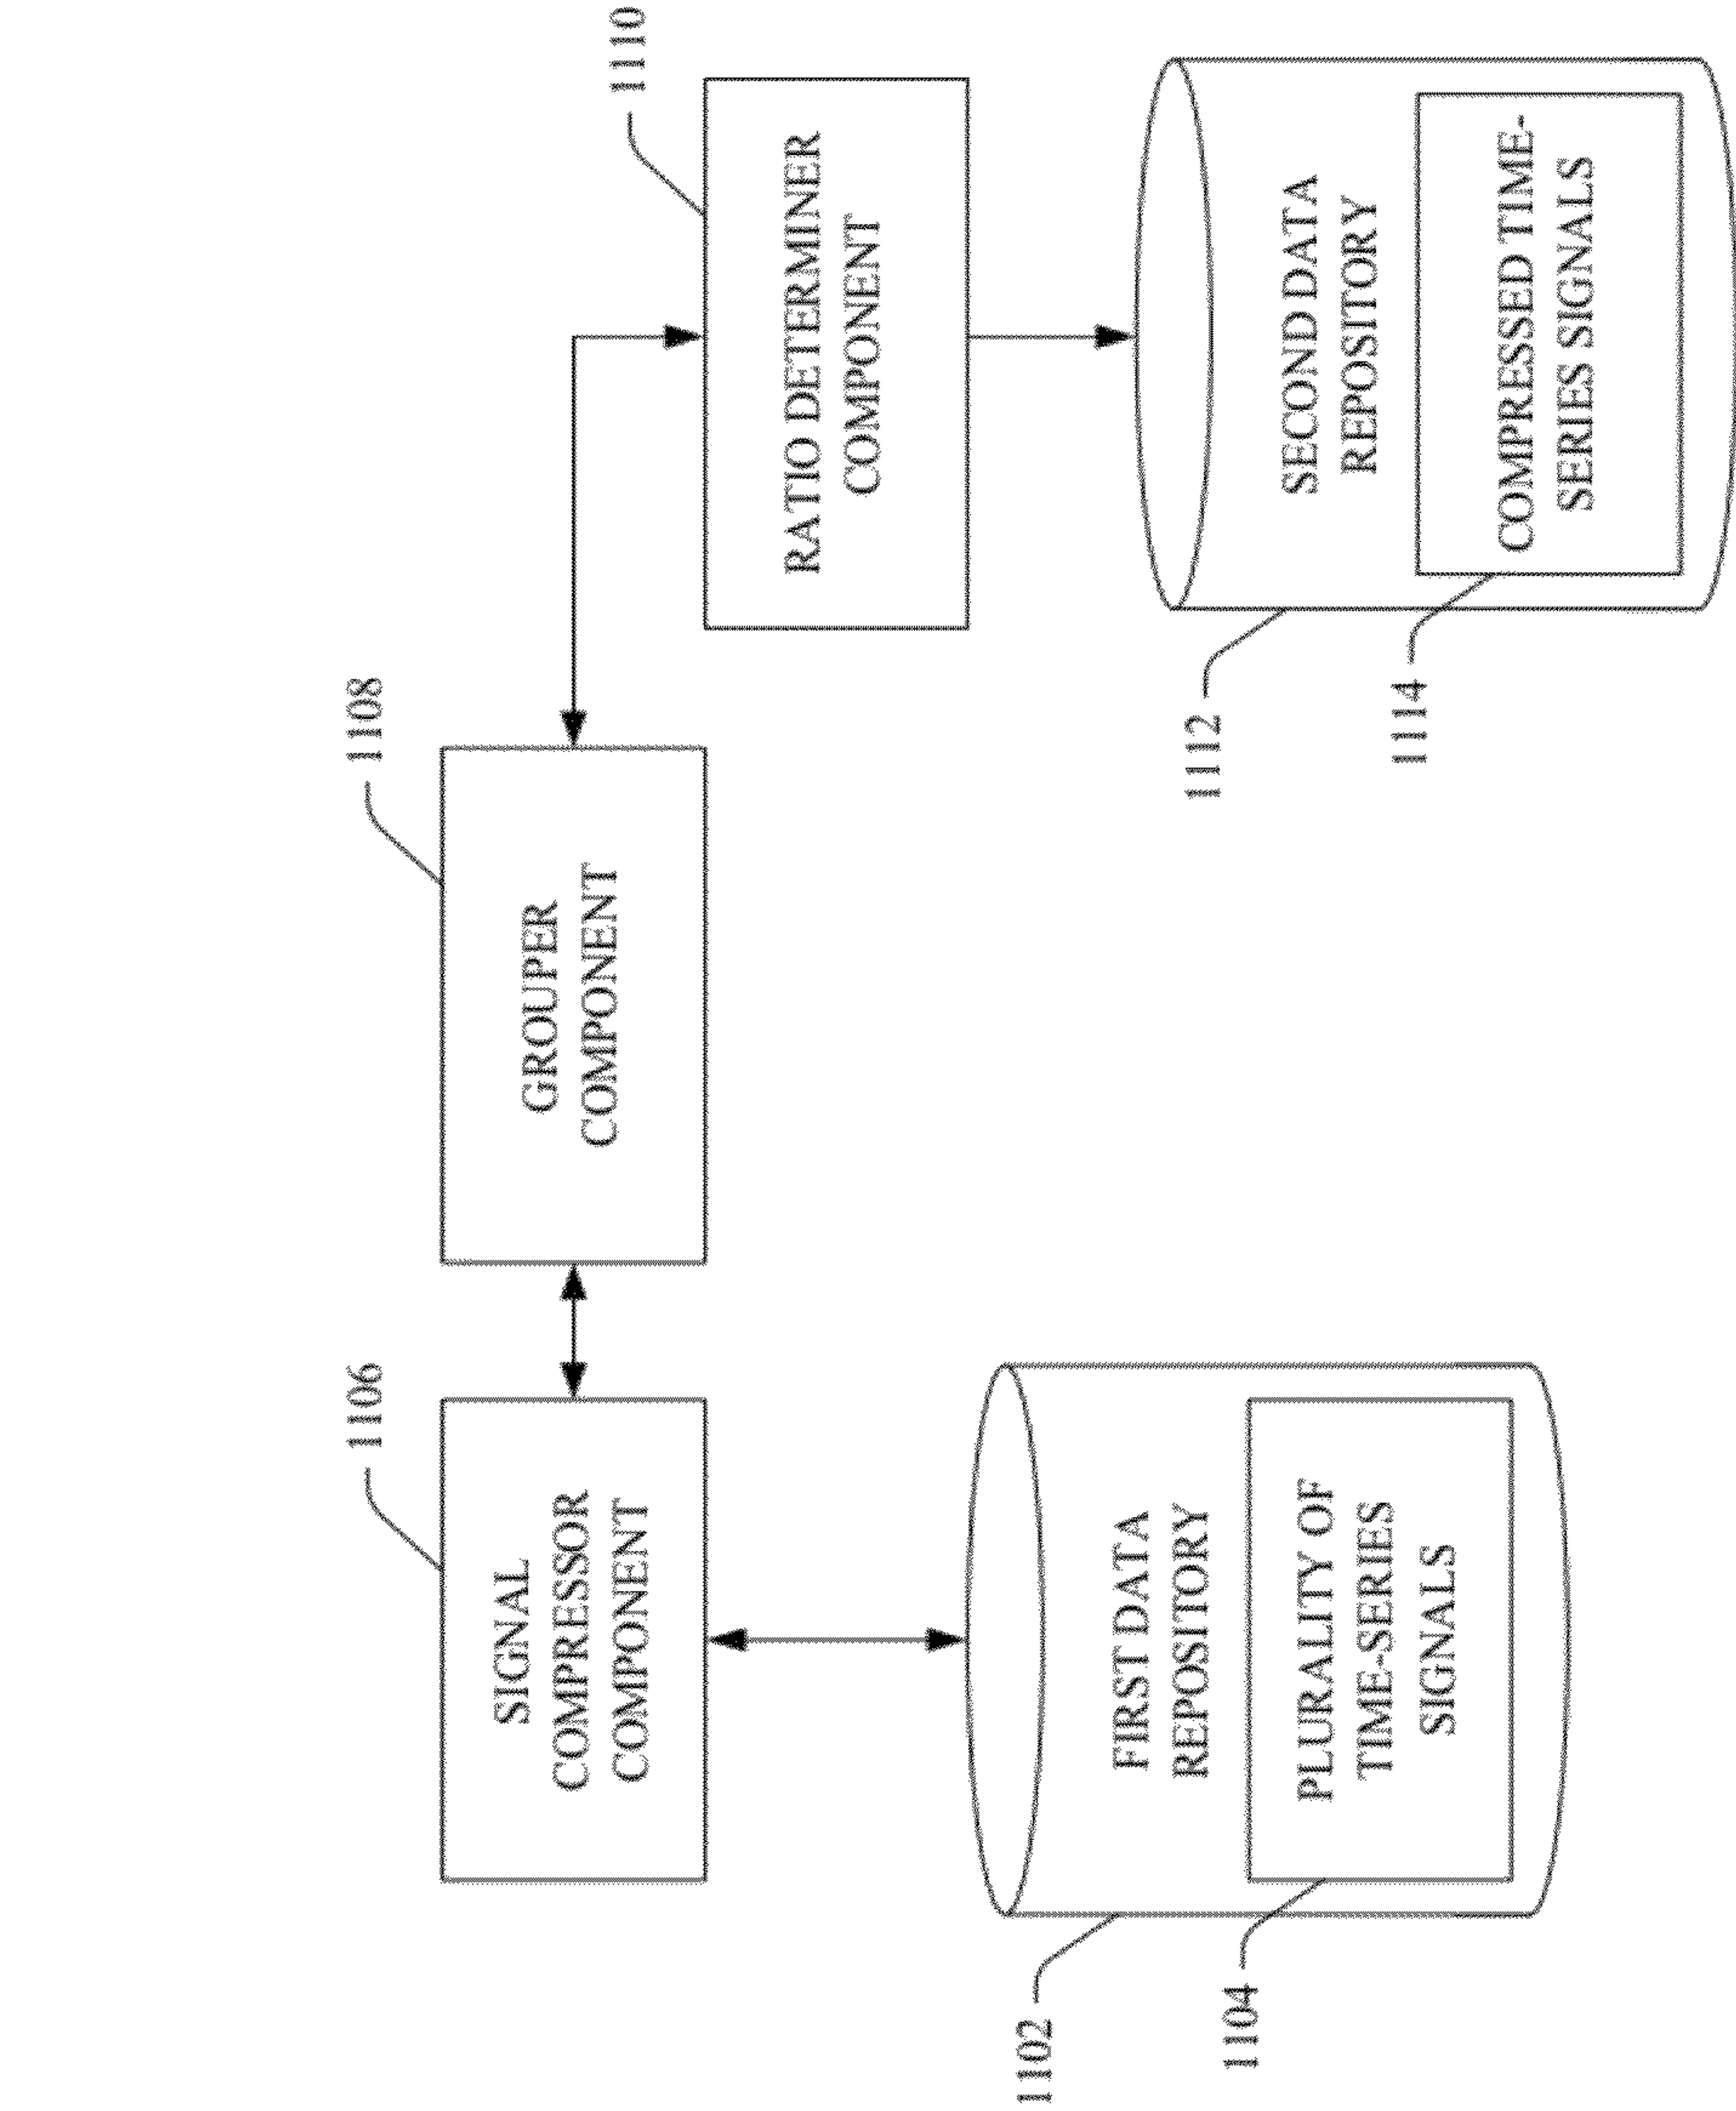 1106
SIGNAL
COMPRESSOR
COMPONENT
1108
GROUPER
COMPONENT
1110
RATIO DETERMINER
COMPONENT
1102
FIRST DATA
REPOSITORY
1104
PLURALITY OF
TIME-SERIES
SIGNALS
1112
SECOND DATA
REPOSITORY
1114
COMPRESSED TIME-
SERIES SIGNALS